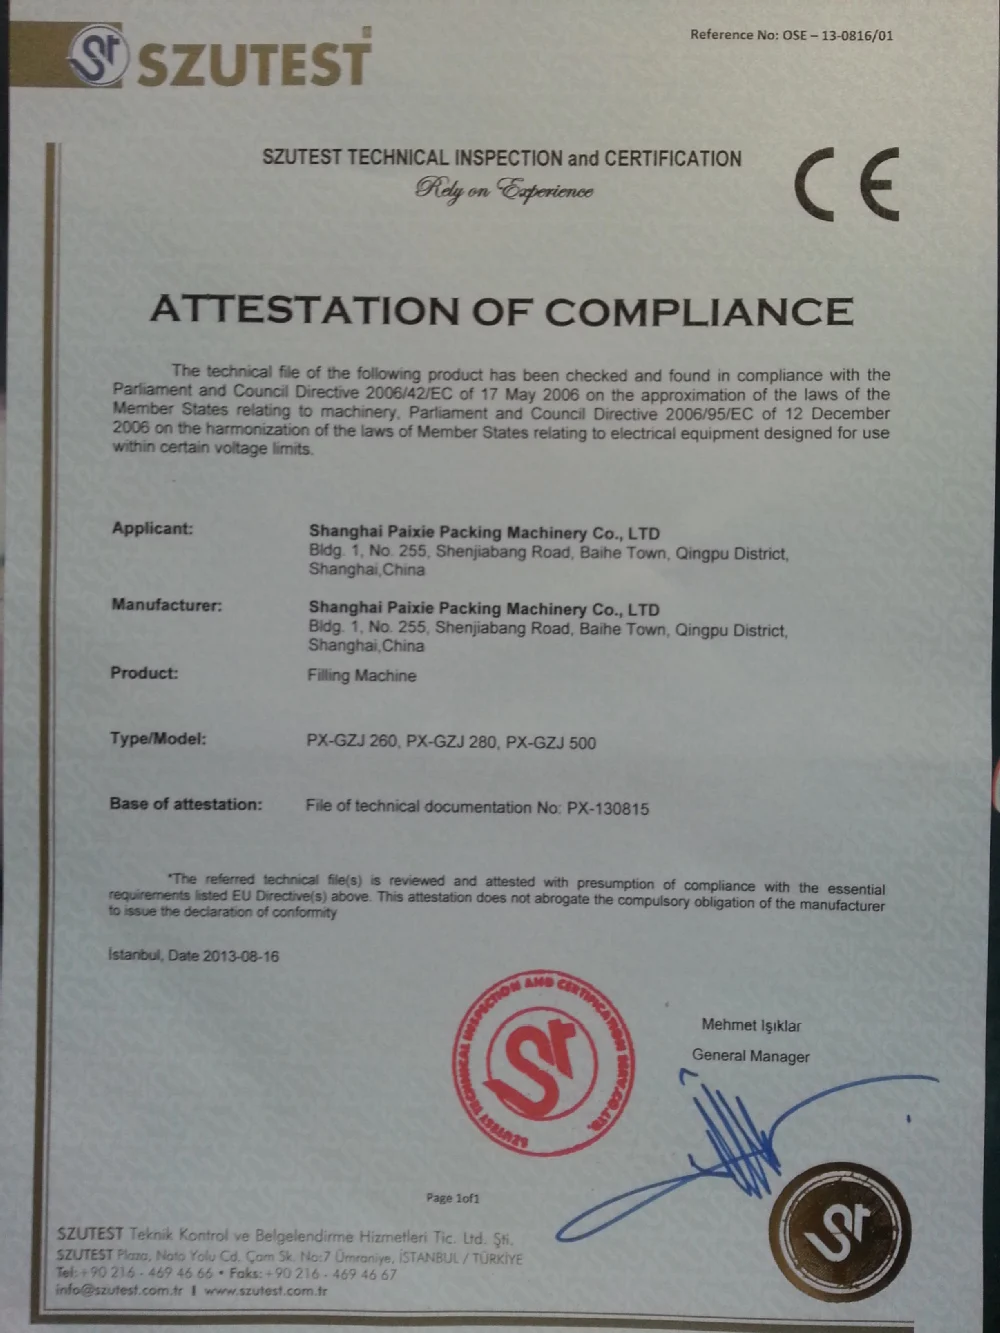 Reference No: OSE – 13-0816/01
St SZUTEST
SZUTEST TECHNICAL INSPECTION and CERTIFICATION
Rely on Experience
CE
ATTESTATION OF COMPLIANCE
The technical file of the following product has been checked and found in compliance with the
Parliament and Council Directive 2006/42/EC of 17 May 2006 on the approximation of the laws of the
Member States relating to machinery, Parliament and Council Directive 2006/95/EC of 12 December
2006 on the harmonization of the laws of Member States relating to electrical equipment designed for use
within certain voltage limits.
Applicant: Shanghai Paixie Packing Machinery Co., LTD
Bldg. 1, No. 255, Shenjiabang Road, Baihe Town, Qingpu District,
Shanghai,China
Manufacturer: Shanghai Paixie Packing Machinery Co., LTD
Bldg. 1, No. 255, Shenjiabang Road, Baihe Town, Qingpu District,
Shanghai,China
Product: Filling Machine
Type/Model: PX-GZJ 260, PX-GZJ 280, PX-GZJ 500
Base of attestation: File of technical documentation No: PX-130815
*The referred technical file(s) is reviewed and attested with presumption of compliance with the essential
requirements listed EU Directive(s) above. This attestation does not abrogate the compulsory obligation of the manufacturer
to issue the declaration of conformity
İstanbul, Date 2013-08-16
SZUTEST TECHNICAL INSPECTION AND CERTIFICATION SERV.CO.LTD.
St
Mehmet Işıklar
General Manager
St
Page 1of1
SZUTEST Teknik Kontrol ve Belgelendirme Hizmetleri Tic. Ltd. Şti.
SZUTEST Plaza, Nato Yolu Cd. Çam Sk. No:7 Ümraniye, İSTANBUL / TÜRKİYE
Tel:+90 216 - 469 46 66 • Faks:+90 216 - 469 46 67
info@szutest.com.tr | www.szutest.com.tr